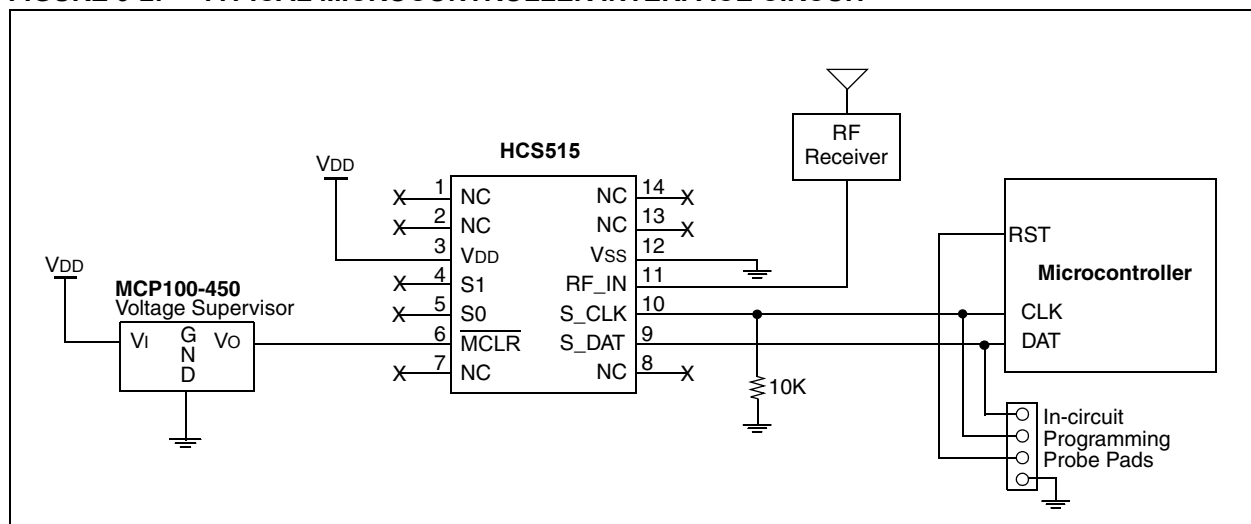 HCS515
RF
Receiver
VDD
1 NC NC 14
2 NC NC 13
3 VDD VSS 12
4 S1 RF_IN 11
5 S0 S_CLK 10
6 MCLR S_DAT 9
7 NC NC 8
VDD
MCP100-450
Voltage Supervisor
VI GND VO
10K
RST
Microcontroller
CLK
DAT
In-circuit
Programming
Probe Pads